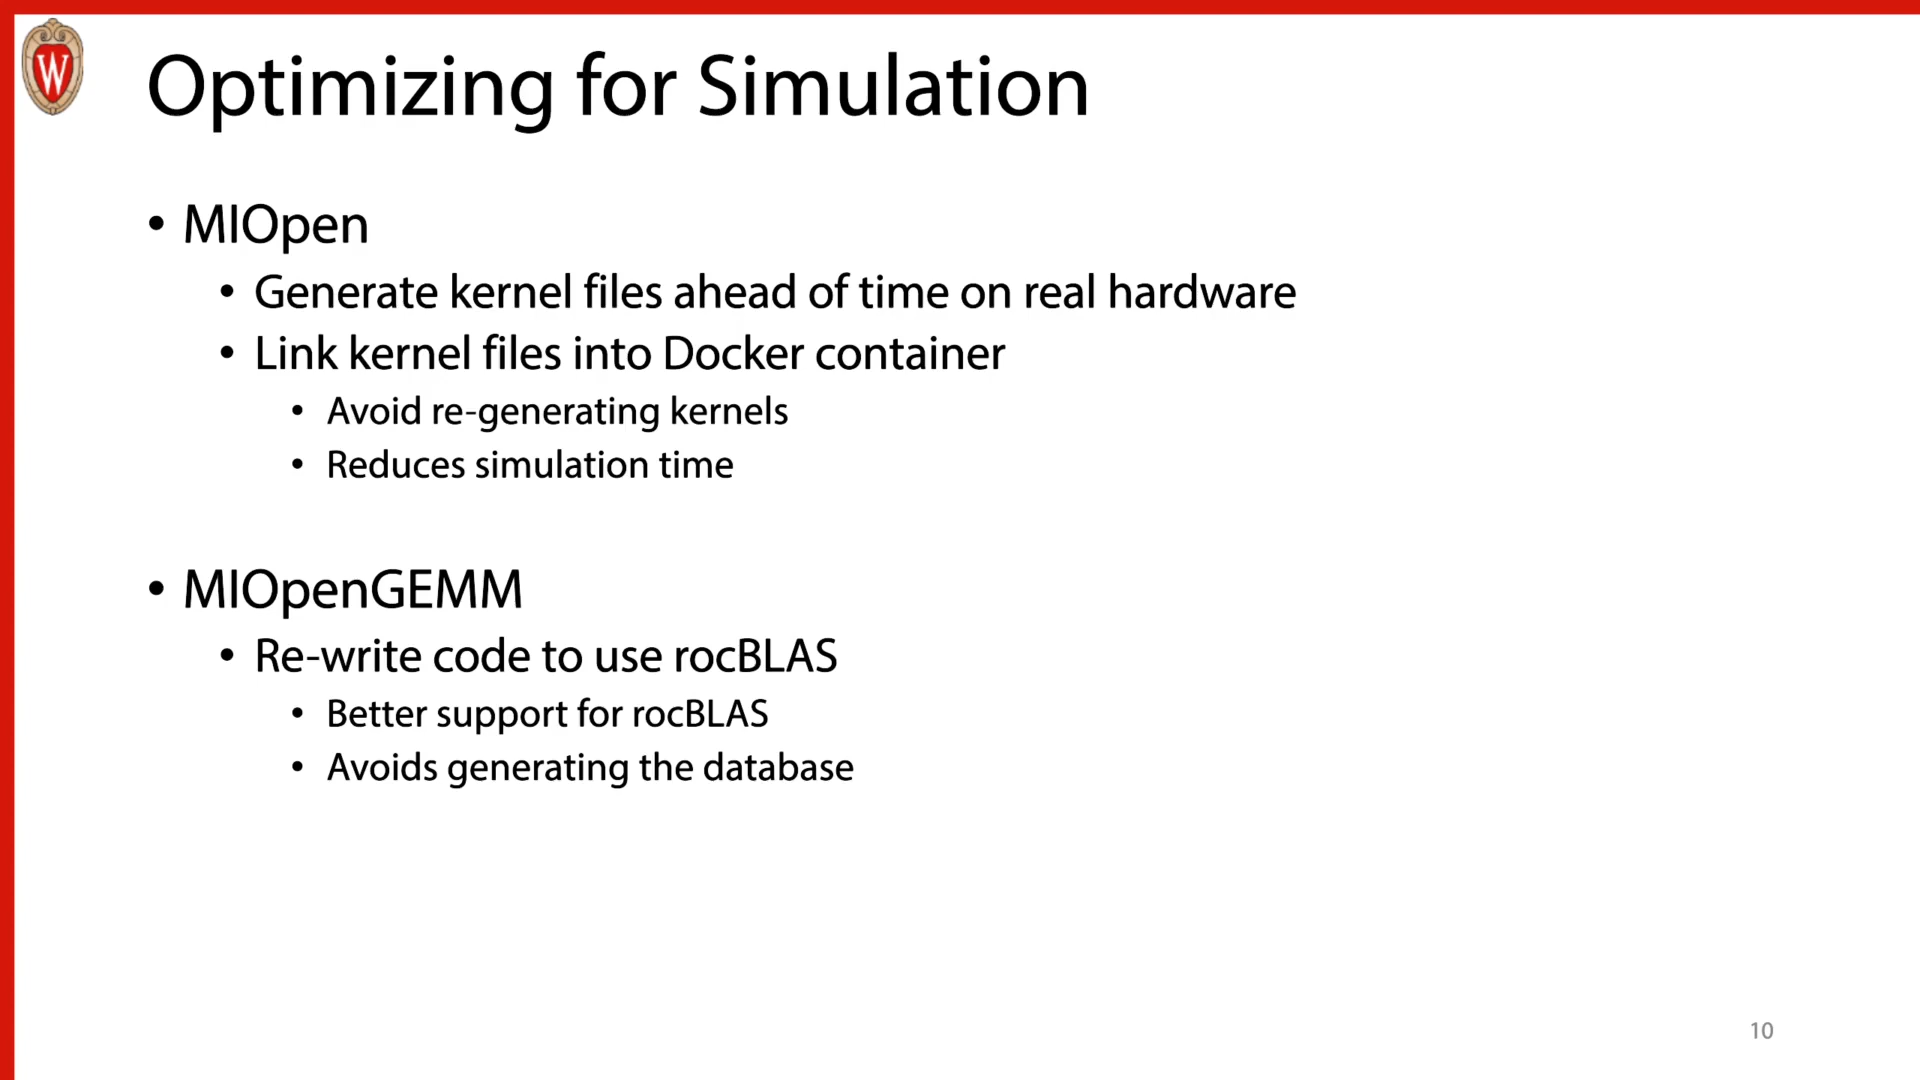 W
Optimizing for Simulation
• MIOpen
• Generate kernel files ahead of time on real hardware
• Link kernel files into Docker container
• Avoid re-generating kernels
• Reduces simulation time
• MIOpenGEMM
• Re-write code to use rocBLAS
• Better support for rocBLAS
• Avoids generating the database
10